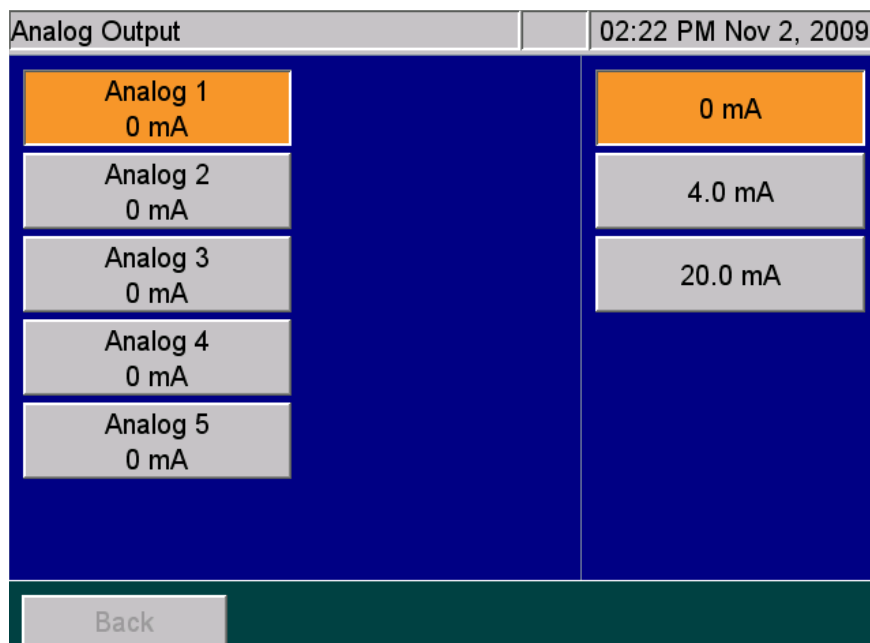 Analog Output
02:22 PM Nov 2, 2009
Analog 1
0 mA
Analog 2
0 mA
Analog 3
0 mA
Analog 4
0 mA
Analog 5
0 mA
0 mA
4.0 mA
20.0 mA
Back